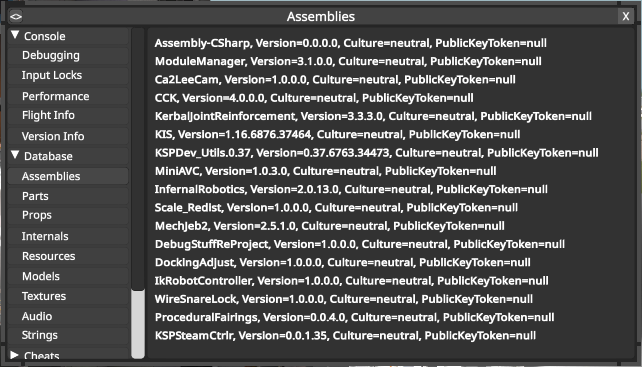 <> Assemblies X
Console
Debugging
Input Locks
Performance
Flight Info
Version Info
Database
Assemblies
Parts
Props
Internals
Resources
Models
Textures
Audio
Strings
Cheats
Assembly-CSharp, Version=0.0.0.0, Culture=neutral, PublicKeyToken=null
ModuleManager, Version=3.1.0.0, Culture=neutral, PublicKeyToken=null
Ca2LeeCam, Version=1.0.0.0, Culture=neutral, PublicKeyToken=null
CCK, Version=4.0.0.0, Culture=neutral, PublicKeyToken=null
KerbalJointReinforcement, Version=3.3.3.0, Culture=neutral, PublicKeyToken=null
KIS, Version=1.16.6876.37464, Culture=neutral, PublicKeyToken=null
KSPDev_Utils.0.37, Version=0.37.6763.34473, Culture=neutral, PublicKeyToken=null
MiniAVC, Version=1.0.3.0, Culture=neutral, PublicKeyToken=null
InfernalRobotics, Version=2.0.13.0, Culture=neutral, PublicKeyToken=null
Scale_Redist, Version=1.0.0.0, Culture=neutral, PublicKeyToken=null
MechJeb2, Version=2.5.1.0, Culture=neutral, PublicKeyToken=null
DebugStuffReProject, Version=1.0.0.0, Culture=neutral, PublicKeyToken=null
DockingAdjust, Version=1.0.0.0, Culture=neutral, PublicKeyToken=null
IkRobotController, Version=1.0.0.0, Culture=neutral, PublicKeyToken=null
WireSnareLock, Version=1.0.0.0, Culture=neutral, PublicKeyToken=null
ProceduralFairings, Version=0.0.4.0, Culture=neutral, PublicKeyToken=null
KSPSteamCtrlr, Version=0.0.1.35, Culture=neutral, PublicKeyToken=null